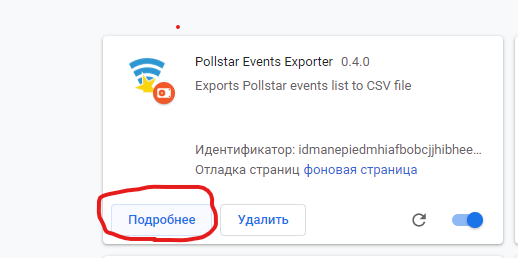 Pollstar Events Exporter 0.4.0
Exports Pollstar events list to CSV file
Идентификатор: idmanepiedmhiafbobcjjhibhee...
Отладка страниц фоновая страница
Подробнее Удалить